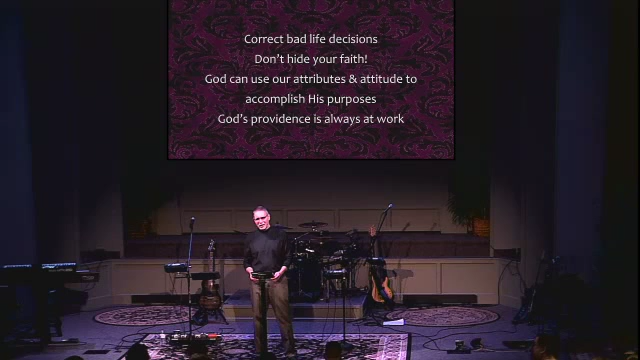 Correct bad life decisions
Don't hide your faith!
God can use our attributes & attitude to
accomplish His purposes
God's providence is always at work